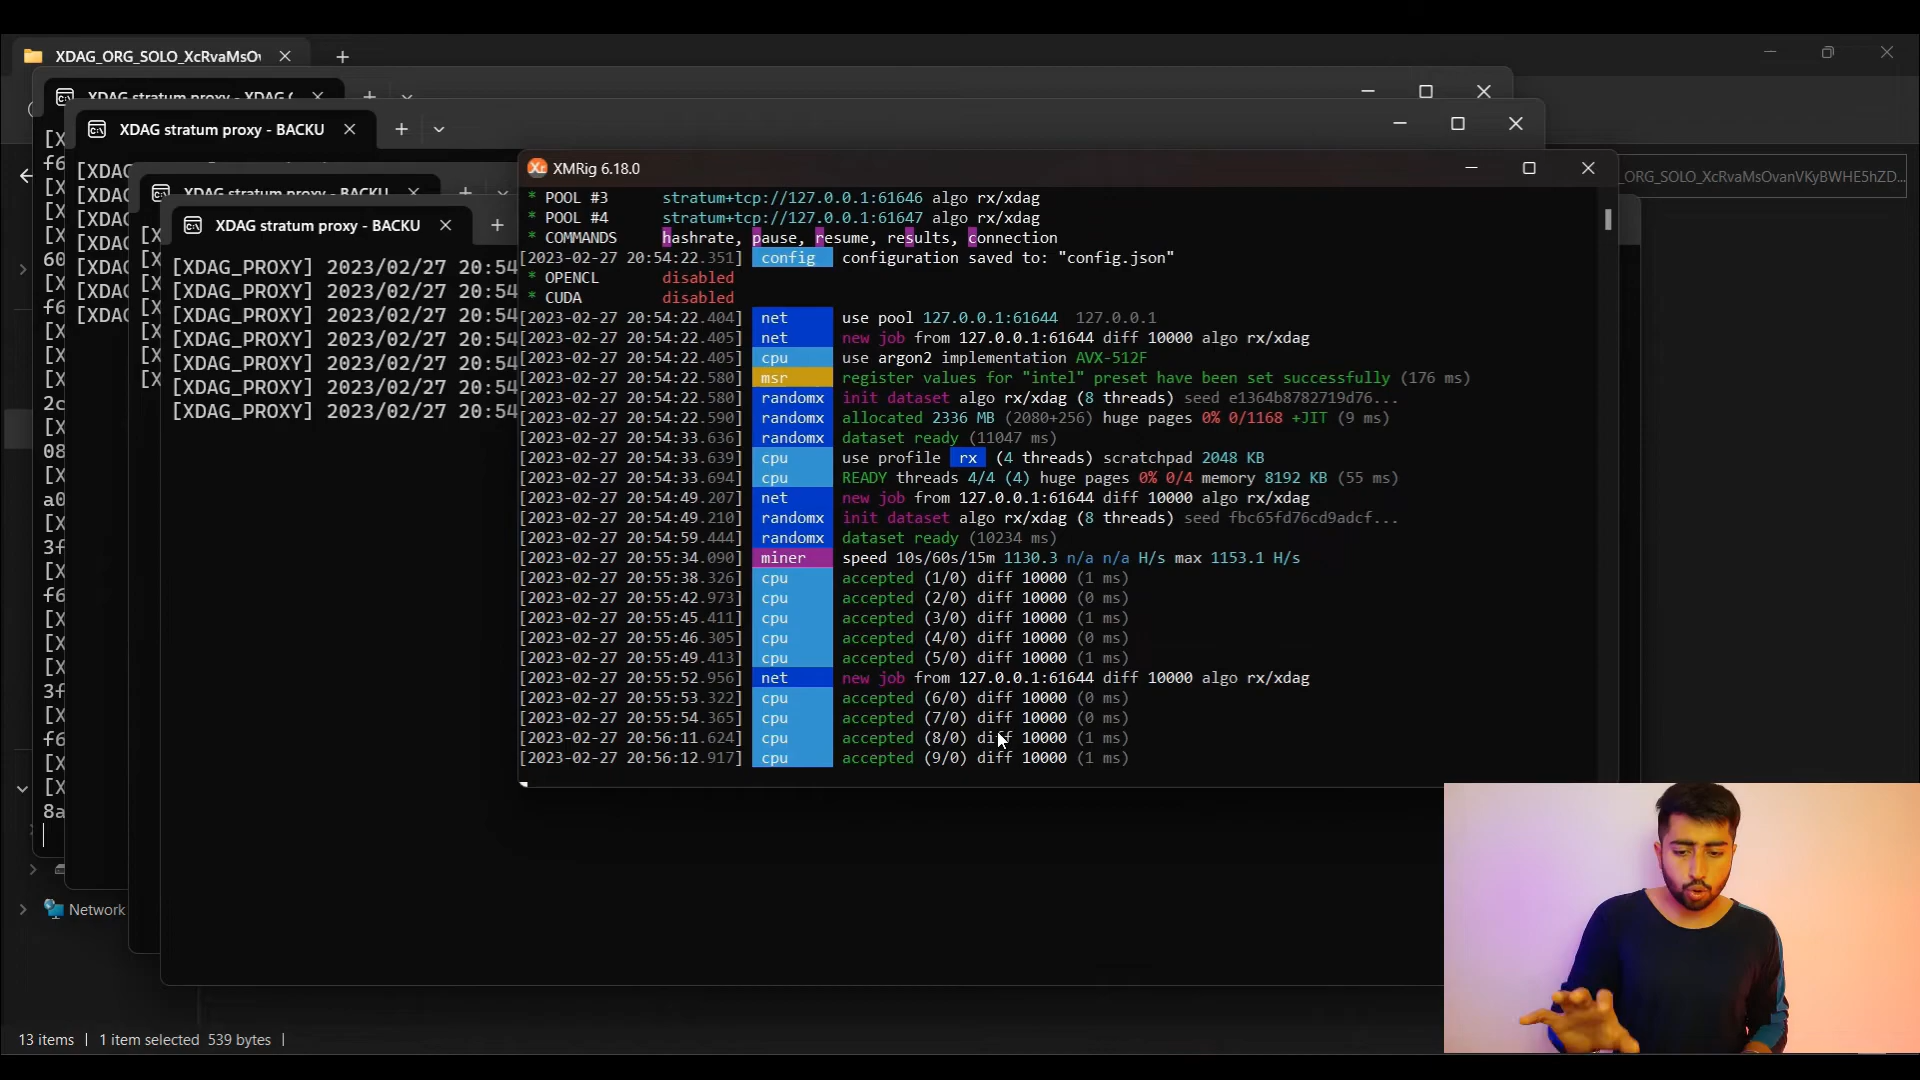 XDAG_ORG_SOLO_XcRvaMsOv
XDAG stratum proxy - XDAG (
XDAG stratum proxy - BACKU
XDAG stratum proxy - BACKU
XDAG stratum proxy - BACKU
_ORG_SOLO_XcRvaMsOvanVKyBWHE5hZD...
[XDAG_PROXY] 2023/02/27 20:54
[XDAG_PROXY] 2023/02/27 20:54
[XDAG_PROXY] 2023/02/27 20:54
[XDAG_PROXY] 2023/02/27 20:54
[XDAG_PROXY] 2023/02/27 20:54
[XDAG_PROXY] 2023/02/27 20:54
[XDAG_PROXY] 2023/02/27 20:54
XMRig 6.18.0
* POOL #3 stratum+tcp://127.0.0.1:61646 algo rx/xdag
* POOL #4 stratum+tcp://127.0.0.1:61647 algo rx/xdag
* COMMANDS hashrate, pause, resume, results, connection
[2023-02-27 20:54:22.351] config configuration saved to: "config.json"
* OPENCL disabled
* CUDA disabled
[2023-02-27 20:54:22.404] net use pool 127.0.0.1:61644 127.0.0.1
[2023-02-27 20:54:22.405] net new job from 127.0.0.1:61644 diff 10000 algo rx/xdag
[2023-02-27 20:54:22.405] cpu use argon2 implementation AVX-512F
[2023-02-27 20:54:22.580] msr register values for "intel" preset have been set successfully (176 ms)
[2023-02-27 20:54:22.580] randomx init dataset algo rx/xdag (8 threads) seed e1364b8782719d76...
[2023-02-27 20:54:22.590] randomx allocated 2336 MB (2080+256) huge pages 0% 0/1168 +JIT (9 ms)
[2023-02-27 20:54:33.636] randomx dataset ready (11047 ms)
[2023-02-27 20:54:33.639] cpu use profile rx (4 threads) scratchpad 2048 KB
[2023-02-27 20:54:33.694] cpu READY threads 4/4 (4) huge pages 0% 0/4 memory 8192 KB (55 ms)
[2023-02-27 20:54:49.207] net new job from 127.0.0.1:61644 diff 10000 algo rx/xdag
[2023-02-27 20:54:49.210] randomx init dataset algo rx/xdag (8 threads) seed fbc65fd76cd9adcf...
[2023-02-27 20:54:59.444] randomx dataset ready (10234 ms)
[2023-02-27 20:55:34.090] miner speed 10s/60s/15m 1130.3 n/a n/a H/s max 1153.1 H/s
[2023-02-27 20:55:38.326] cpu accepted (1/0) diff 10000 (1 ms)
[2023-02-27 20:55:42.973] cpu accepted (2/0) diff 10000 (0 ms)
[2023-02-27 20:55:45.411] cpu accepted (3/0) diff 10000 (1 ms)
[2023-02-27 20:55:46.305] cpu accepted (4/0) diff 10000 (0 ms)
[2023-02-27 20:55:49.413] cpu accepted (5/0) diff 10000 (1 ms)
[2023-02-27 20:55:52.956] net new job from 127.0.0.1:61644 diff 10000 algo rx/xdag
[2023-02-27 20:55:53.322] cpu accepted (6/0) diff 10000 (0 ms)
[2023-02-27 20:55:54.365] cpu accepted (7/0) diff 10000 (0 ms)
[2023-02-27 20:56:11.624] cpu accepted (8/0) diff 10000 (1 ms)
[2023-02-27 20:56:12.917] cpu accepted (9/0) diff 10000 (1 ms)
Network
13 items | 1 item selected 539 bytes |